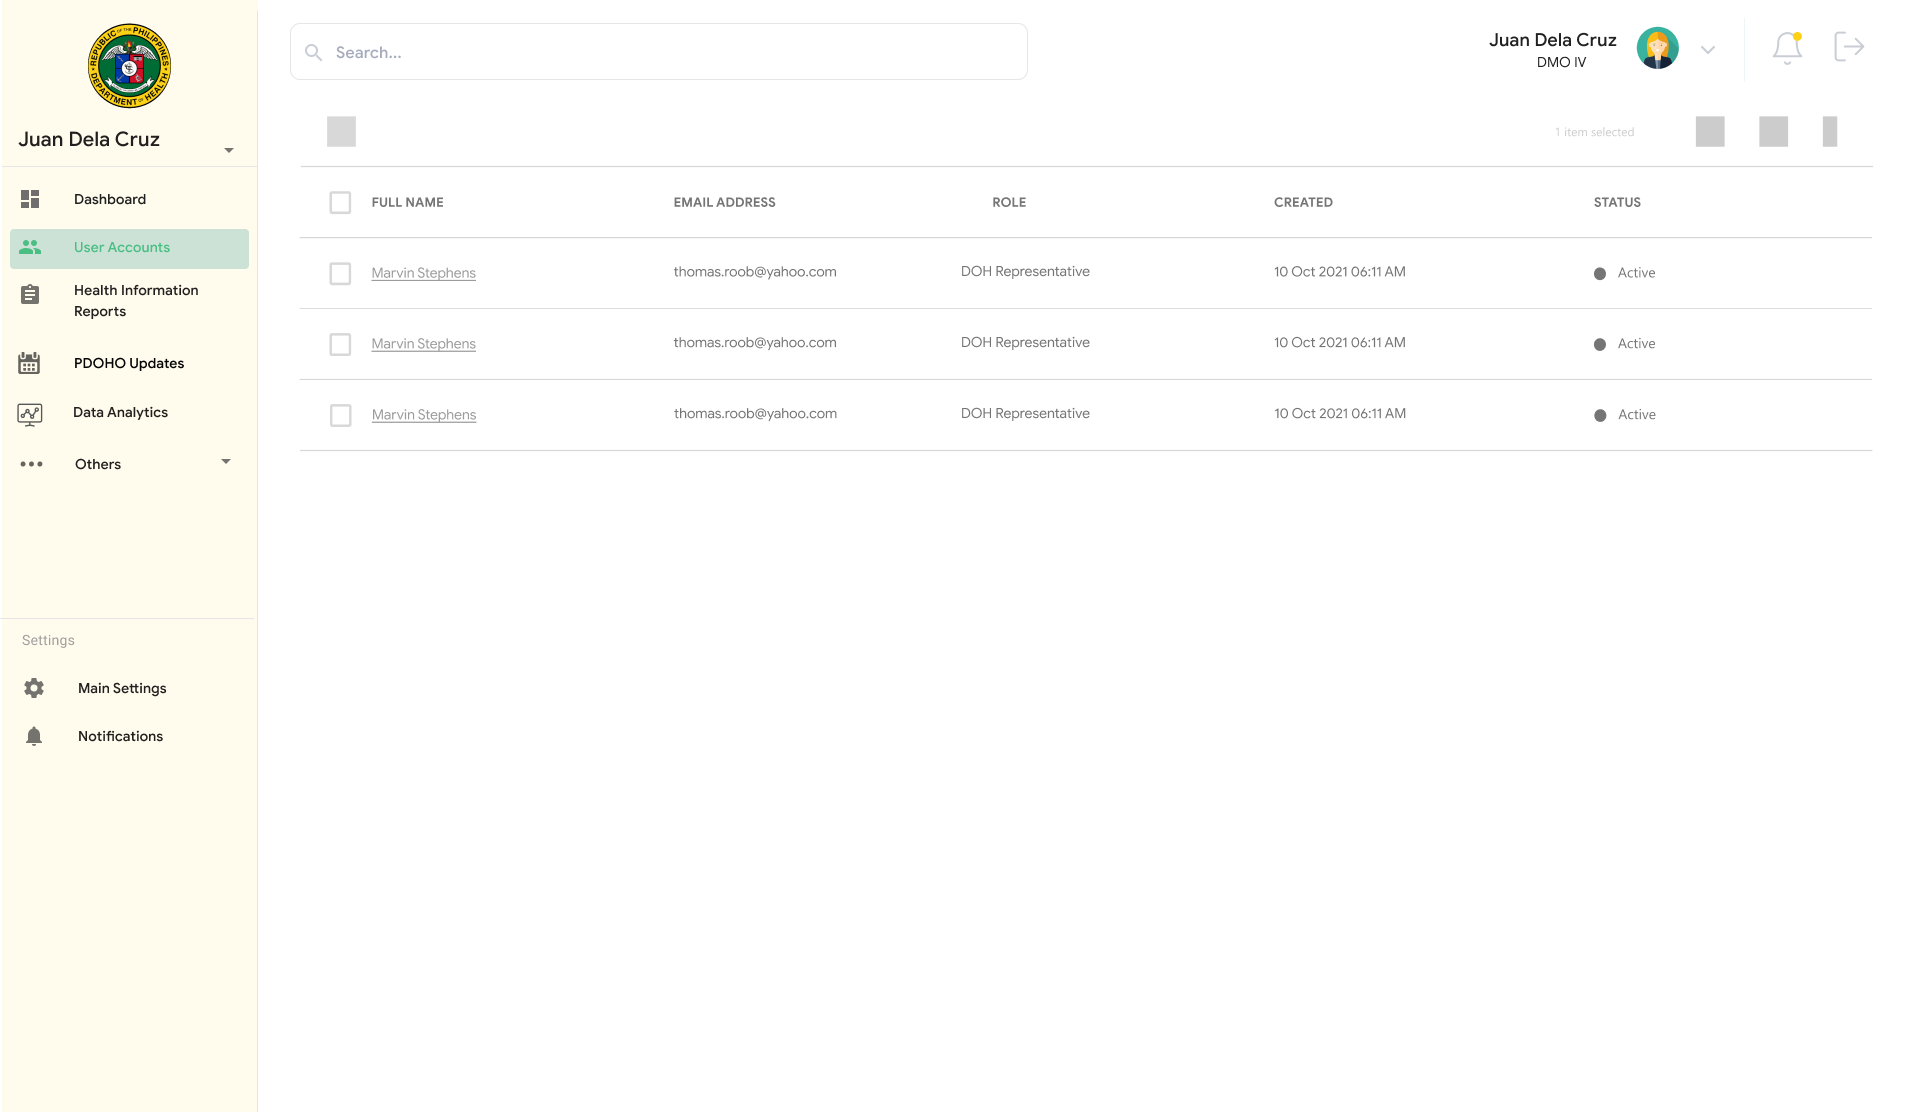 REPUBLIC OF THE PHILIPPINES
DEPARTMENT OF HEALTH
Juan Dela Cruz
Dashboard
User Accounts
Health Information
Reports
PDOHO Updates
Data Analytics
Others
Settings
Main Settings
Notifications
Search...
Juan Dela Cruz
DMO IV
1 item selected
FULL NAME EMAIL ADDRESS ROLE CREATED STATUS
Marvin Stephens thomas.roob@yahoo.com DOH Representative 10 Oct 2021 06:11 AM Active
Marvin Stephens thomas.roob@yahoo.com DOH Representative 10 Oct 2021 06:11 AM Active
Marvin Stephens thomas.roob@yahoo.com DOH Representative 10 Oct 2021 06:11 AM Active